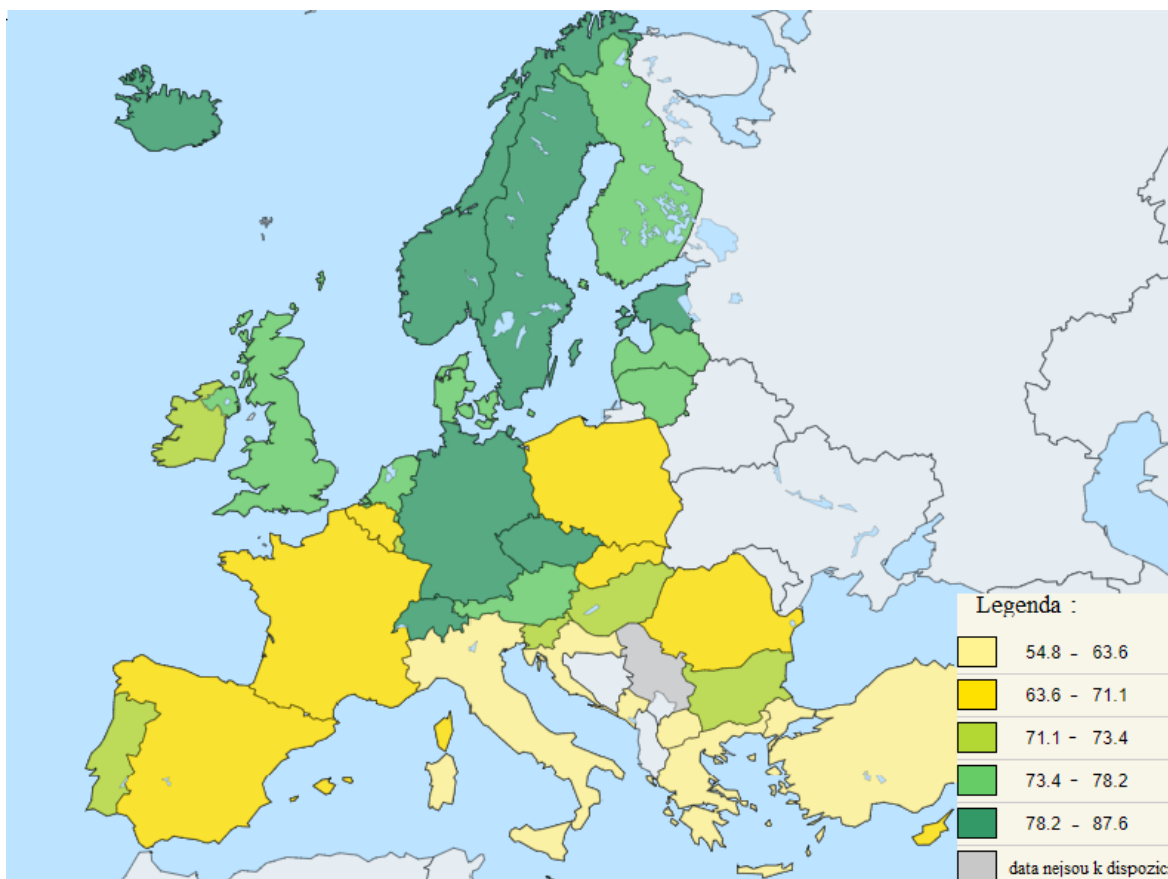 Legenda :
54.8 - 63.6
63.6 - 71.1
71.1 - 73.4
73.4 - 78.2
78.2 - 87.6
data nejsou k dispozic